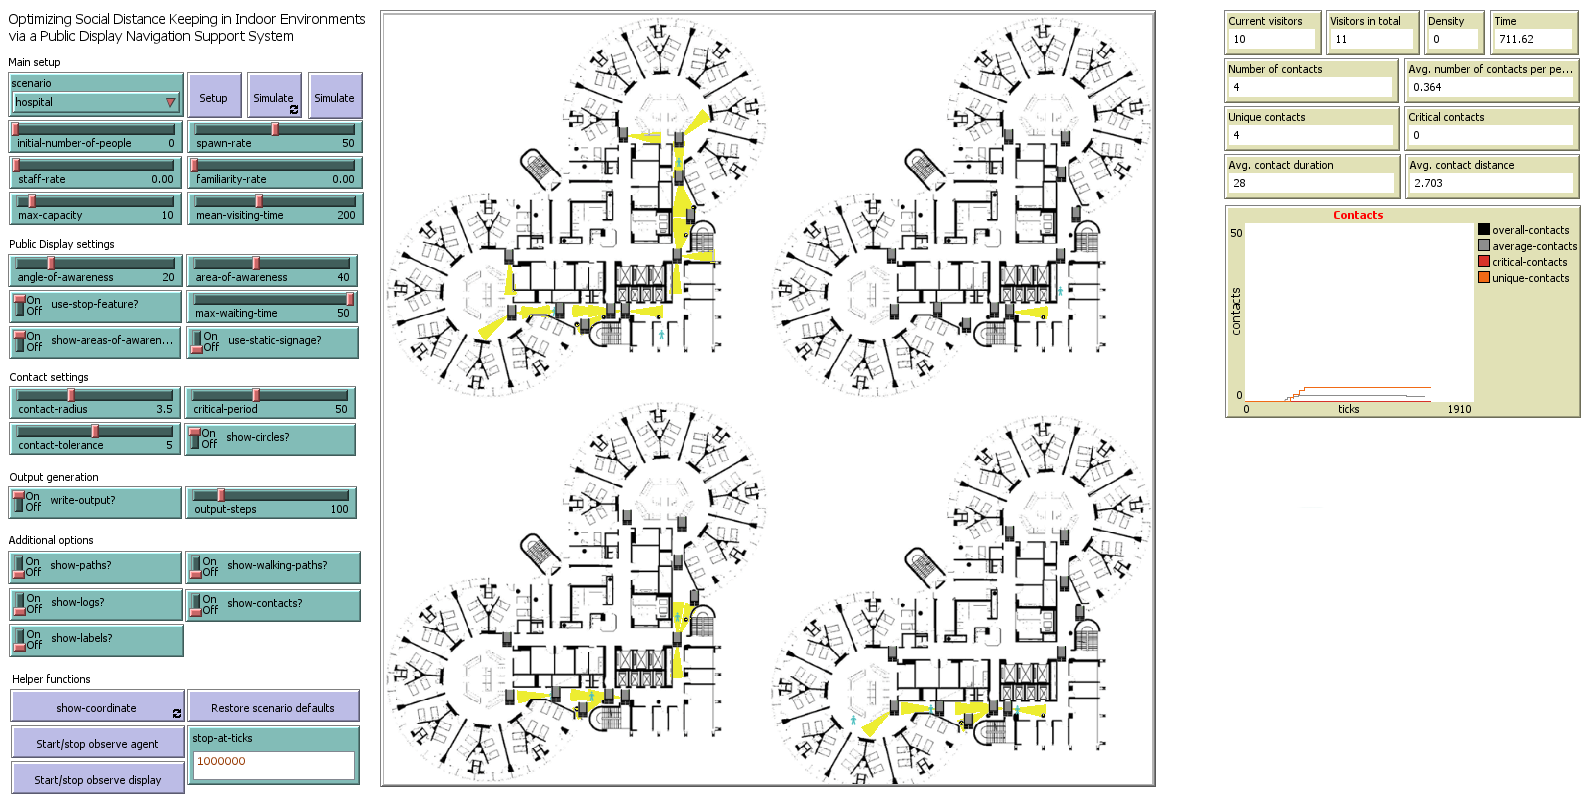 Optimizing Social Distance Keeping in Indoor Environments
via a Public Display Navigation Support System
Main setup
scenario
hospital
Setup
Simulate
Simulate
initial-number-of-people 0
spawn-rate 50
staff-rate 0.00
familiarity-rate 0.00
max-capacity 10
mean-visiting-time 200
Public Display settings
angle-of-awareness 20
area-of-awareness 40
On
Off
use-stop-feature?
max-waiting-time 50
On
Off
show-areas-of-awaren...
On
Off
use-static-signage?
Contact settings
contact-radius 3.5
critical-period 50
contact-tolerance 5
On
Off
show-circles?
Output generation
On
Off
write-output?
output-steps 100
Additional options
On
Off
show-paths?
On
Off
show-walking-paths?
On
Off
show-logs?
On
Off
show-contacts?
On
Off
show-labels?
Helper functions
show-coordinate
Restore scenario defaults
Start/stop observe agent
stop-at-ticks
1000000
Start/stop observe display
Current visitors
10
Visitors in total
11
Density
0
Time
711.62
Number of contacts
4
Avg. number of contacts per pe...
0.364
Unique contacts
4
Critical contacts
0
Avg. contact duration
28
Avg. contact distance
2.703
Contacts
50
contacts
0
0
ticks
1910
overall-contacts
average-contacts
critical-contacts
unique-contacts